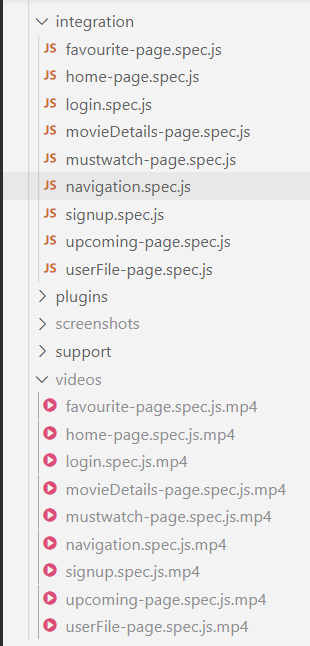 integration
JS favourite-page.spec.js
JS home-page.spec.js
JS login.spec.js
JS movieDetails-page.spec.js
JS mustwatch-page.spec.js
JS navigation.spec.js
JS signup.spec.js
JS upcoming-page.spec.js
JS userFile-page.spec.js
plugins
screenshots
support
videos
favourite-page.spec.js.mp4
home-page.spec.js.mp4
login.spec.js.mp4
movieDetails-page.spec.js.mp4
mustwatch-page.spec.js.mp4
navigation.spec.js.mp4
signup.spec.js.mp4
upcoming-page.spec.js.mp4
userFile-page.spec.js.mp4